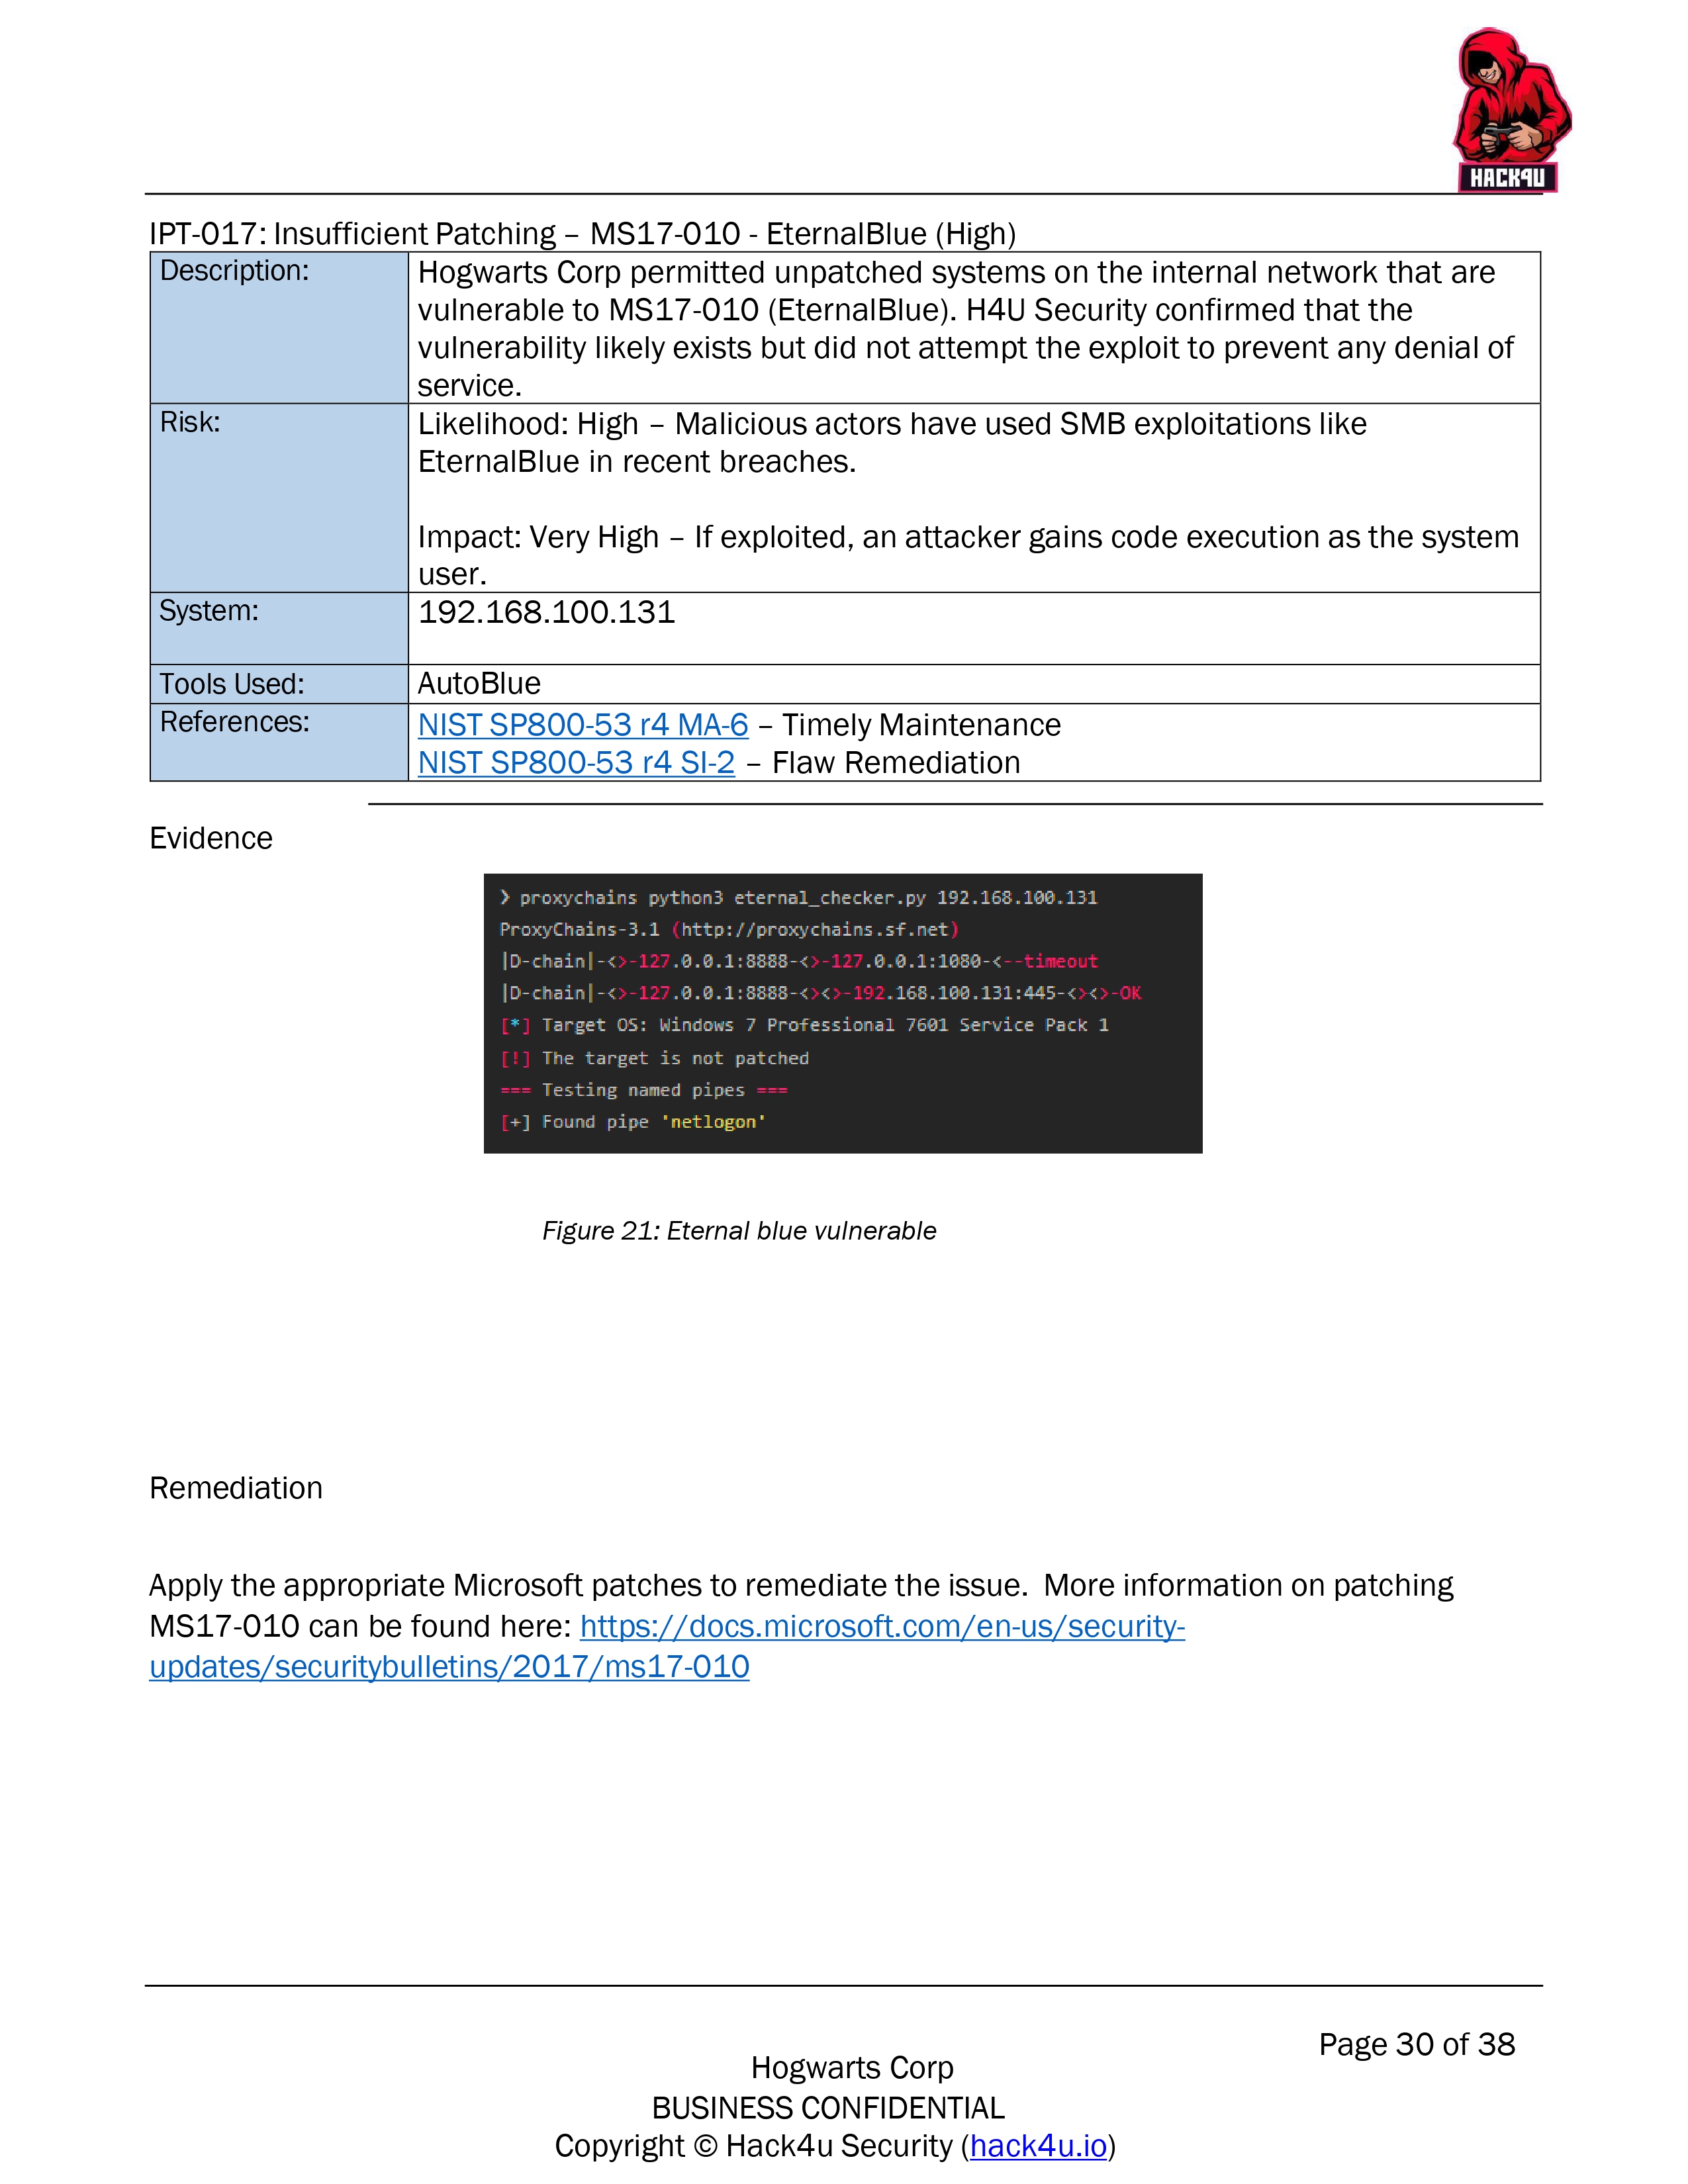 HACK4U
IPT-017: Insufficient Patching – MS17-010 - EternalBlue (High)
Description:
Hogwarts Corp permitted unpatched systems on the internal network that are
vulnerable to MS17-010 (EternalBlue). H4U Security confirmed that the
vulnerability likely exists but did not attempt the exploit to prevent any denial of
service.
Risk:
Likelihood: High – Malicious actors have used SMB exploitations like
EternalBlue in recent breaches.
Impact: Very High – If exploited, an attacker gains code execution as the system
user.
System:
192.168.100.131
Tools Used:
AutoBlue
References:
NIST SP800-53 r4 MA-6 – Timely Maintenance
NIST SP800-53 r4 SI-2 – Flaw Remediation
Evidence
❯ proxychains python3 eternal_checker.py 192.168.100.131
ProxyChains-3.1 (http://proxychains.sf.net)
|D-chain|-<>-127.0.0.1:8888-<>-127.0.0.1:1080-<--timeout
|D-chain|-<>-127.0.0.1:8888-<><>-192.168.100.131:445-<><>-OK
[*] Target OS: Windows 7 Professional 7601 Service Pack 1
[!] The target is not patched
=== Testing named pipes ===
[+] Found pipe 'netlogon'
Figure 21: Eternal blue vulnerable
Remediation
Apply the appropriate Microsoft patches to remediate the issue.  More information on patching
MS17-010 can be found here: https://docs.microsoft.com/en-us/security-
updates/securitybulletins/2017/ms17-010
Page 30 of 38
Hogwarts Corp
BUSINESS CONFIDENTIAL
Copyright © Hack4u Security (hack4u.io)